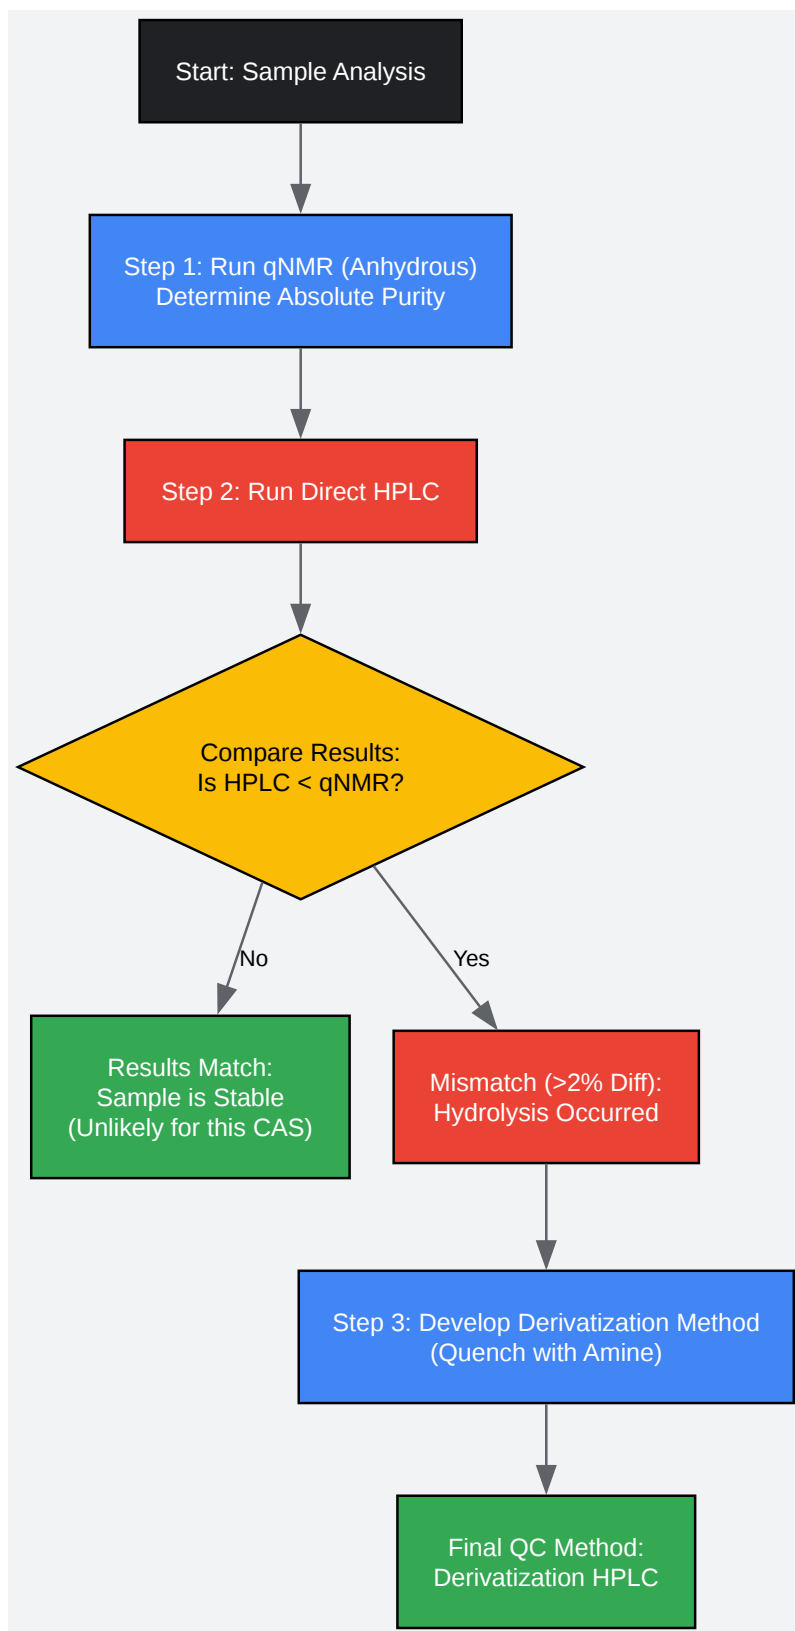 Start: Sample Analysis
Step 1: Run qNMR (Anhydrous)
Determine Absolute Purity
Step 2: Run Direct HPLC
Compare Results:
Is HPLC < qNMR?
No
Yes
Results Match:
Sample is Stable
(Unlikely for this CAS)
Mismatch (>2% Diff):
Hydrolysis Occurred
Step 3: Develop Derivatization Method
(Quench with Amine)
Final QC Method:
Derivatization HPLC